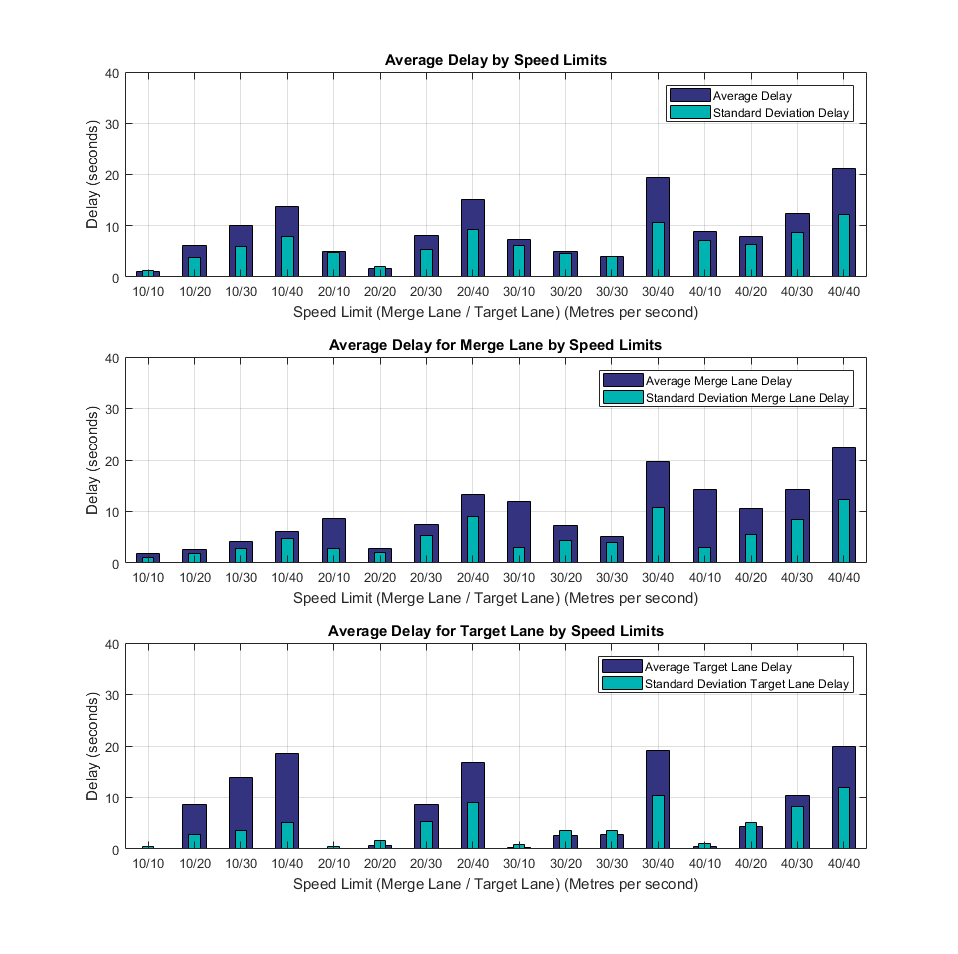 Average Delay by Speed Limits
Average Delay
Standard Deviation Delay
Delay (seconds)
40
30
20
10
0
10/10 10/20 10/30 10/40 20/10 20/20 20/30 20/40 30/10 30/20 30/30 30/40 40/10 40/20 40/30 40/40
Speed Limit (Merge Lane / Target Lane) (Metres per second)
Average Delay for Merge Lane by Speed Limits
Average Merge Lane Delay
Standard Deviation Merge Lane Delay
Delay (seconds)
40
30
20
10
0
10/10 10/20 10/30 10/40 20/10 20/20 20/30 20/40 30/10 30/20 30/30 30/40 40/10 40/20 40/30 40/40
Speed Limit (Merge Lane / Target Lane) (Metres per second)
Average Delay for Target Lane by Speed Limits
Average Target Lane Delay
Standard Deviation Target Lane Delay
Delay (seconds)
40
30
20
10
0
10/10 10/20 10/30 10/40 20/10 20/20 20/30 20/40 30/10 30/20 30/30 30/40 40/10 40/20 40/30 40/40
Speed Limit (Merge Lane / Target Lane) (Metres per second)